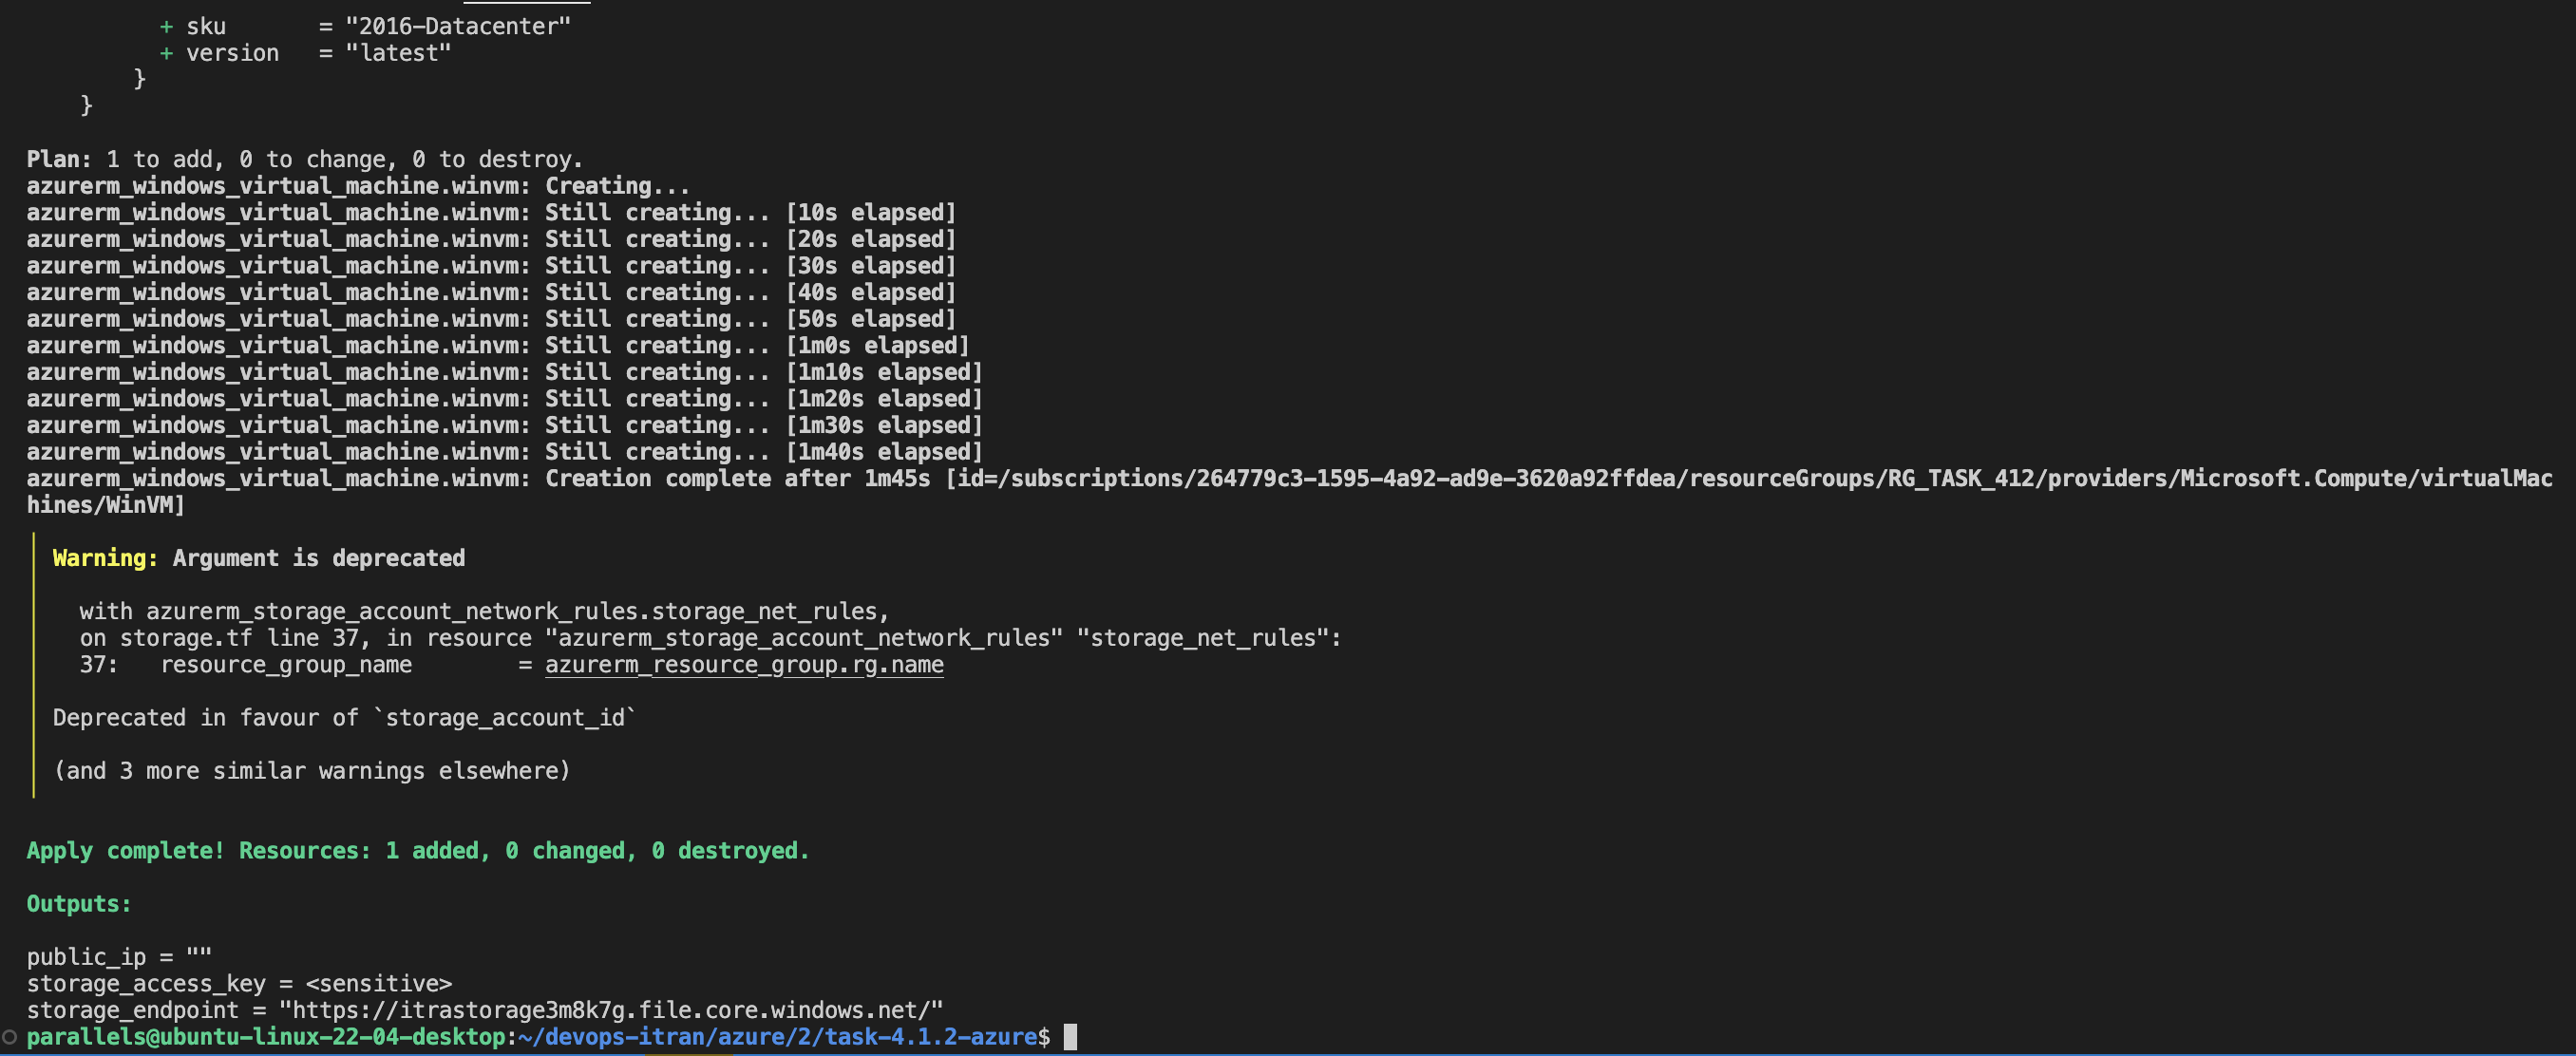 + sku       = "2016-Datacenter"
+ version   = "latest"
}
}
Plan: 1 to add, 0 to change, 0 to destroy.
azurerm_windows_virtual_machine.winvm: Creating...
azurerm_windows_virtual_machine.winvm: Still creating... [10s elapsed]
azurerm_windows_virtual_machine.winvm: Still creating... [20s elapsed]
azurerm_windows_virtual_machine.winvm: Still creating... [30s elapsed]
azurerm_windows_virtual_machine.winvm: Still creating... [40s elapsed]
azurerm_windows_virtual_machine.winvm: Still creating... [50s elapsed]
azurerm_windows_virtual_machine.winvm: Still creating... [1m0s elapsed]
azurerm_windows_virtual_machine.winvm: Still creating... [1m10s elapsed]
azurerm_windows_virtual_machine.winvm: Still creating... [1m20s elapsed]
azurerm_windows_virtual_machine.winvm: Still creating... [1m30s elapsed]
azurerm_windows_virtual_machine.winvm: Still creating... [1m40s elapsed]
azurerm_windows_virtual_machine.winvm: Creation complete after 1m45s [id=/subscriptions/264779c3-1595-4a92-ad9e-3620a92ffdea/resourceGroups/RG_TASK_412/providers/Microsoft.Compute/virtualMac
hines/WinVM]
Warning: Argument is deprecated
with azurerm_storage_account_network_rules.storage_net_rules,
on storage.tf line 37, in resource "azurerm_storage_account_network_rules" "storage_net_rules":
37:   resource_group_name        = azurerm_resource_group.rg.name
Deprecated in favour of `storage_account_id`
(and 3 more similar warnings elsewhere)
Apply complete! Resources: 1 added, 0 changed, 0 destroyed.
Outputs:
public_ip = ""
storage_access_key = <sensitive>
storage_endpoint = "https://itrastorage3m8k7g.file.core.windows.net/"
parallels@ubuntu-linux-22-04-desktop:~/devops-itran/azure/2/task-4.1.2-azure$